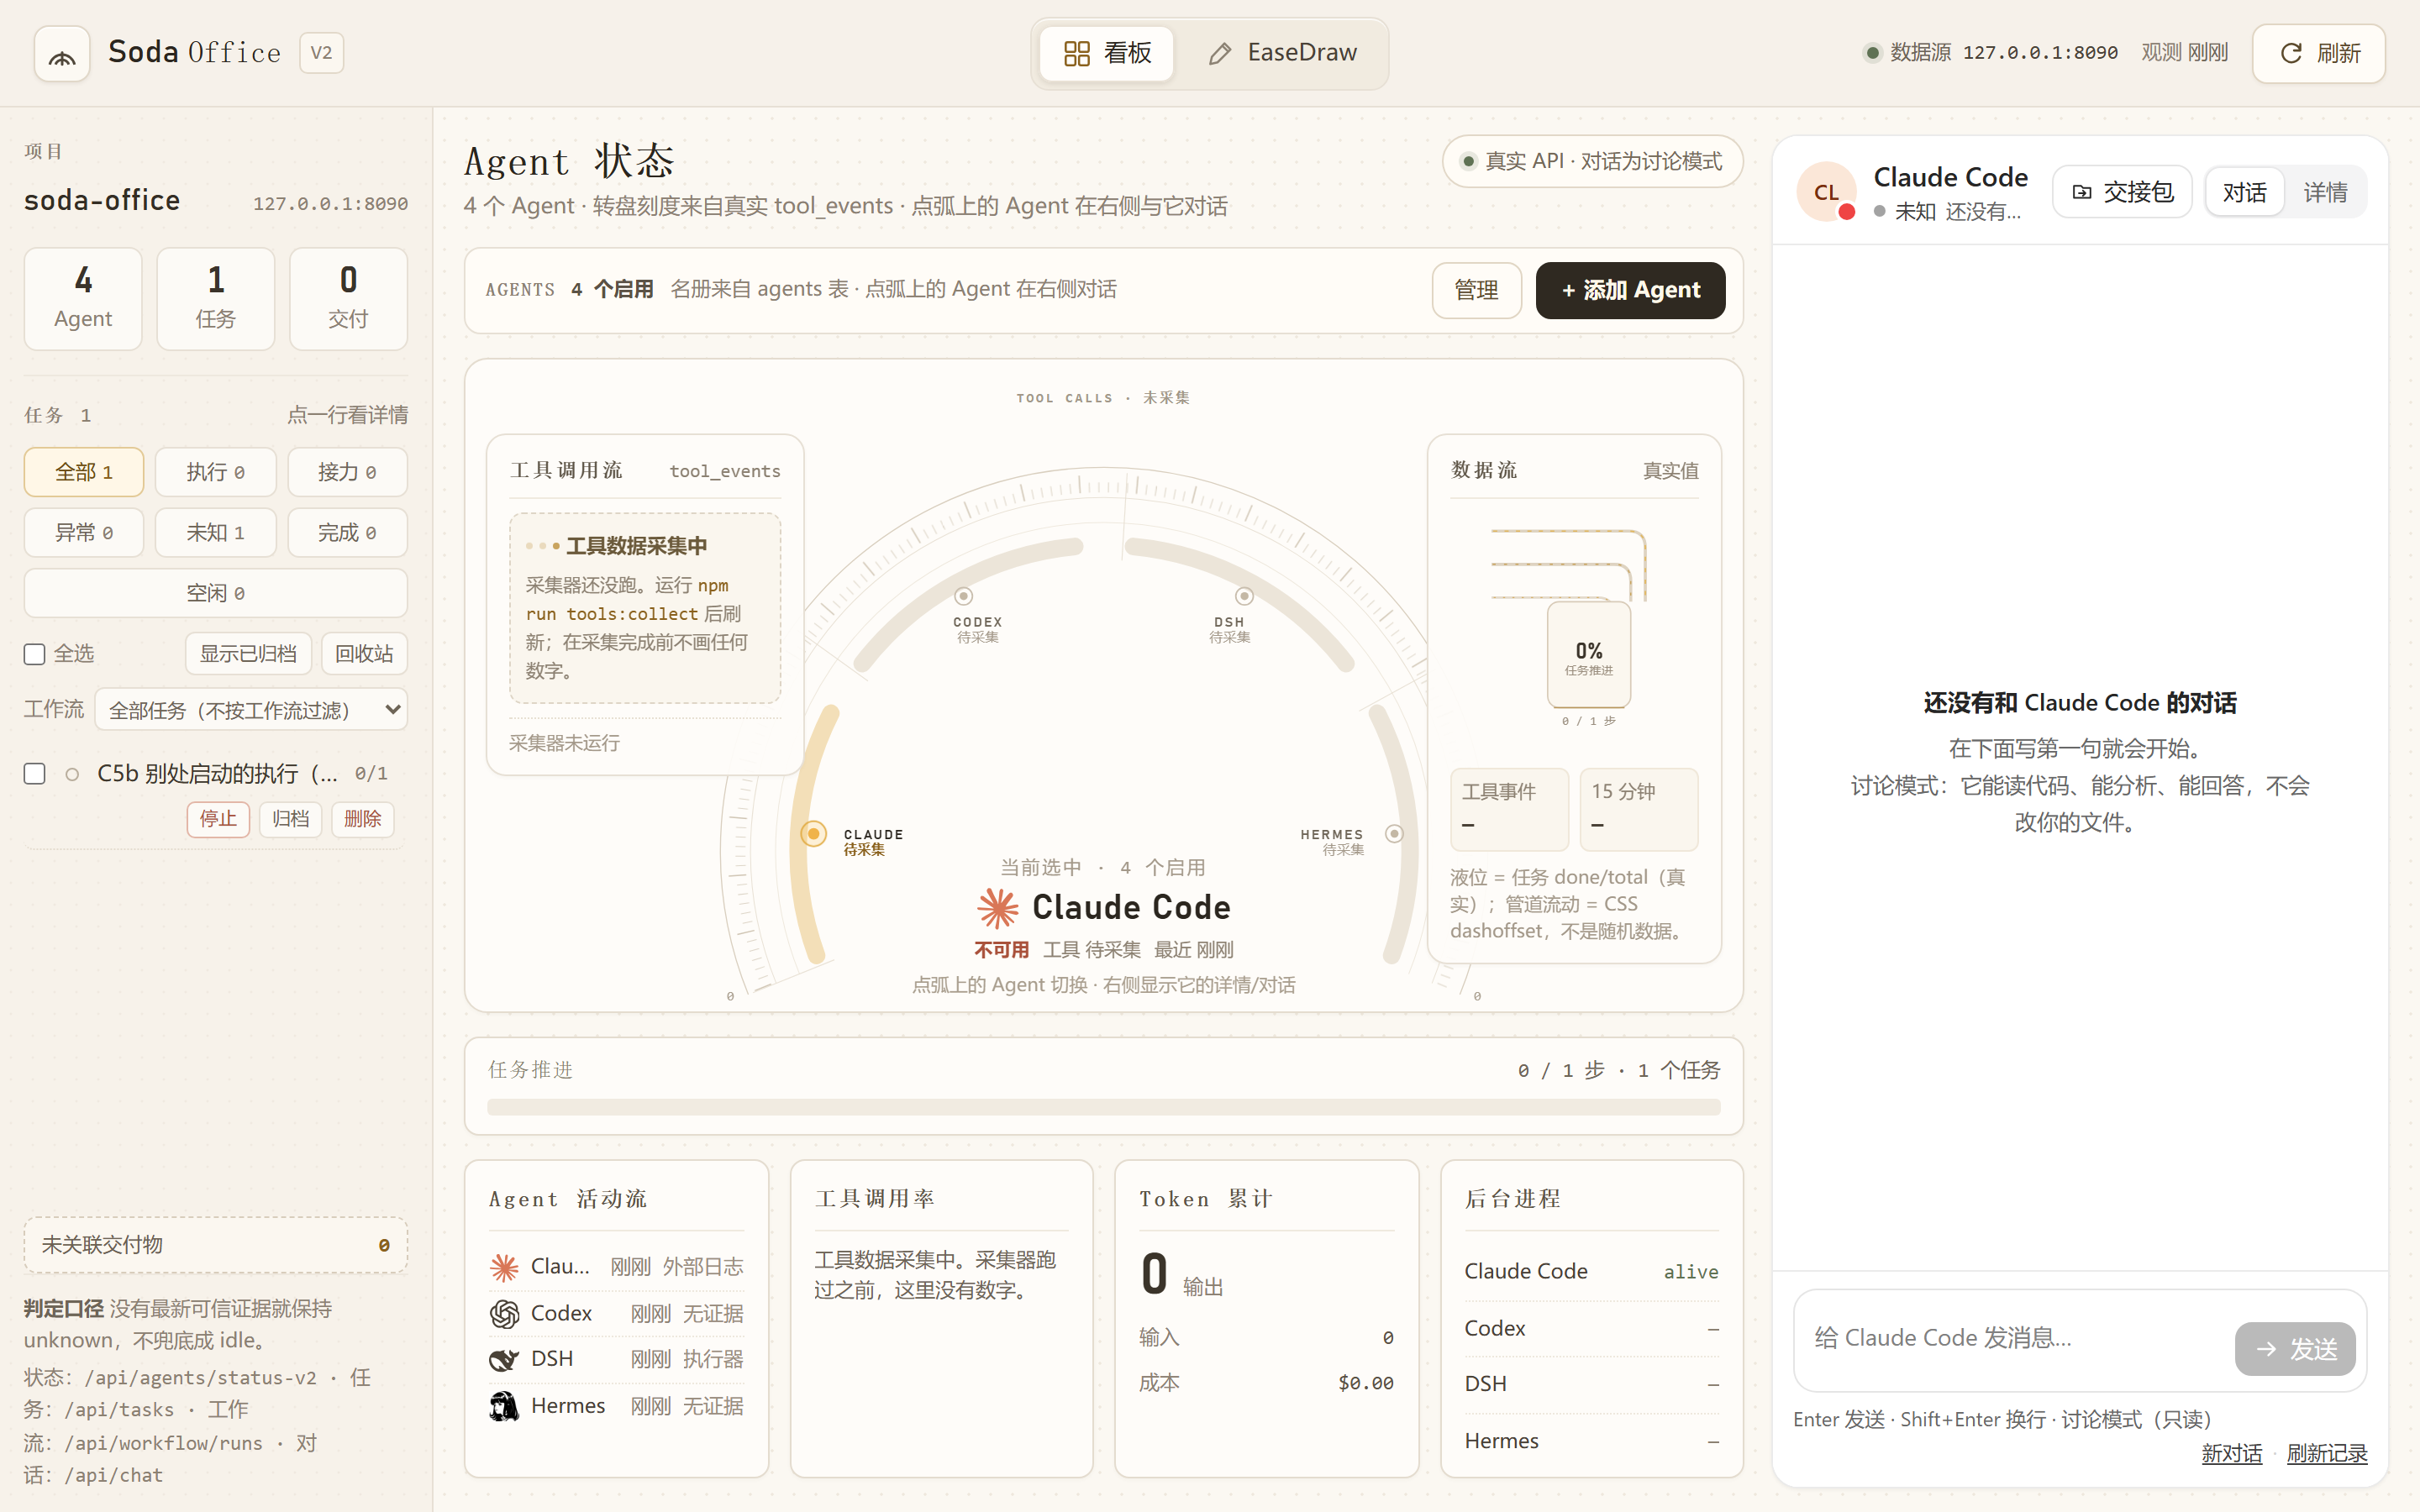 Soda Office V2
看板
EaseDraw
数据源 127.0.0.1:8090 观测 刚刚
刷新
项目
soda-office 127.0.0.1:8090
4 Agent
1 任务
0 交付
任务 1 点一行看详情
全部 1 执行 0 接力 0
异常 0 未知 1 完成 0
空闲 0
全选 显示已归档 回收站
工作流 全部任务（不按工作流过滤）
C5b 别处启动的执行（... 0/1
停止 归档 删除
未关联交付物 0
判定口径 没有最新可信证据就保持
unknown，不兜底成 idle。
状态：/api/agents/status-v2 · 任
务：/api/tasks · 工作
流：/api/workflow/runs · 对
话：/api/chat
Agent 状态
4 个 Agent · 转盘刻度来自真实 tool_events · 点弧上的 Agent 在右侧与它对话
真实 API · 对话为讨论模式
AGENTS 4 个启用 名册来自 agents 表 · 点弧上的 Agent 在右侧对话
管理
+ 添加 Agent
TOOL CALLS · 未采集
工具调用流 tool_events
工具数据采集中
采集器还没跑。运行 npm
run tools:collect 后刷
新；在采集完成前不画任何
数字。
采集器未运行
CODEX
待采集
DSH
待采集
CLAUDE
待采集
HERMES
待采集
0
0
当前选中 · 4 个启用
Claude Code
不可用 工具 待采集 最近 刚刚
点弧上的 Agent 切换 · 右侧显示它的详情/对话
数据流 真实值
0%
任务推进
0 / 1 步
工具事件
–
15 分钟
–
液位 = 任务 done/total（真
实）；管道流动 = CSS
dashoffset，不是随机数据。
任务推进 0 / 1 步 · 1 个任务
Agent 活动流
Clau... 刚刚 外部日志
Codex 刚刚 无证据
DSH 刚刚 执行器
Hermes 刚刚 无证据
工具调用率
工具数据采集中。采集器跑
过之前，这里没有数字。
Token 累计
0 输出
输入 0
成本 $0.00
后台进程
Claude Code alive
Codex –
DSH –
Hermes –
CL
Claude Code
未知 还没有...
交接包
对话 详情
还没有和 Claude Code 的对话
在下面写第一句就会开始。
讨论模式：它能读代码、能分析、能回答，不会
改你的文件。
给 Claude Code 发消息...
发送
Enter 发送 · Shift+Enter 换行 · 讨论模式（只读）
新对话 · 刷新记录